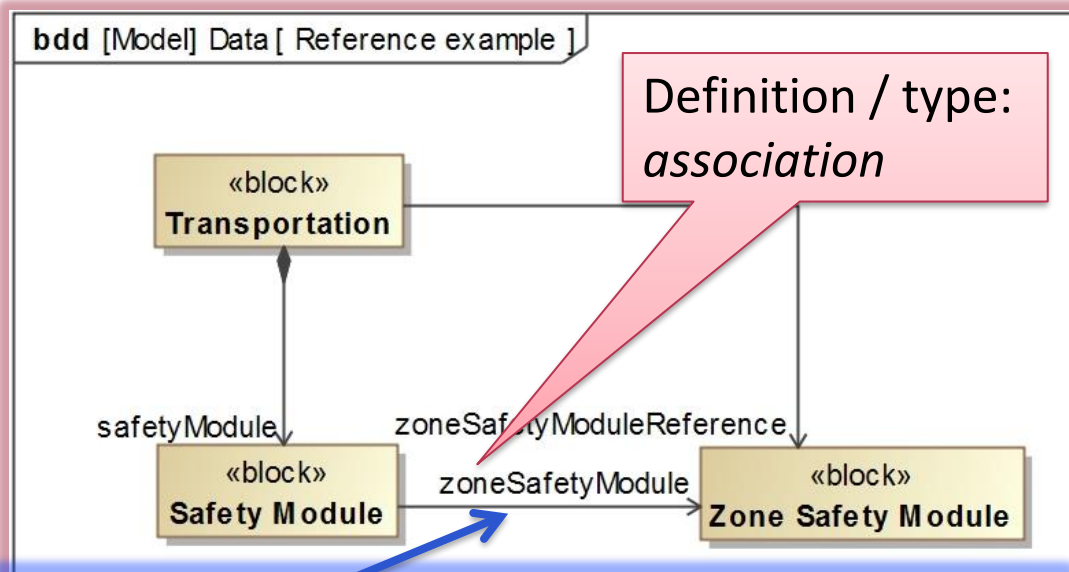 bdd [Model] Data [ Reference example ]
Definition / type:
association
«block»
Transportation
safetyModule
zoneSafetyModuleReference
«block»
Safety Module
zoneSafetyModule
«block»
Zone Safety Module